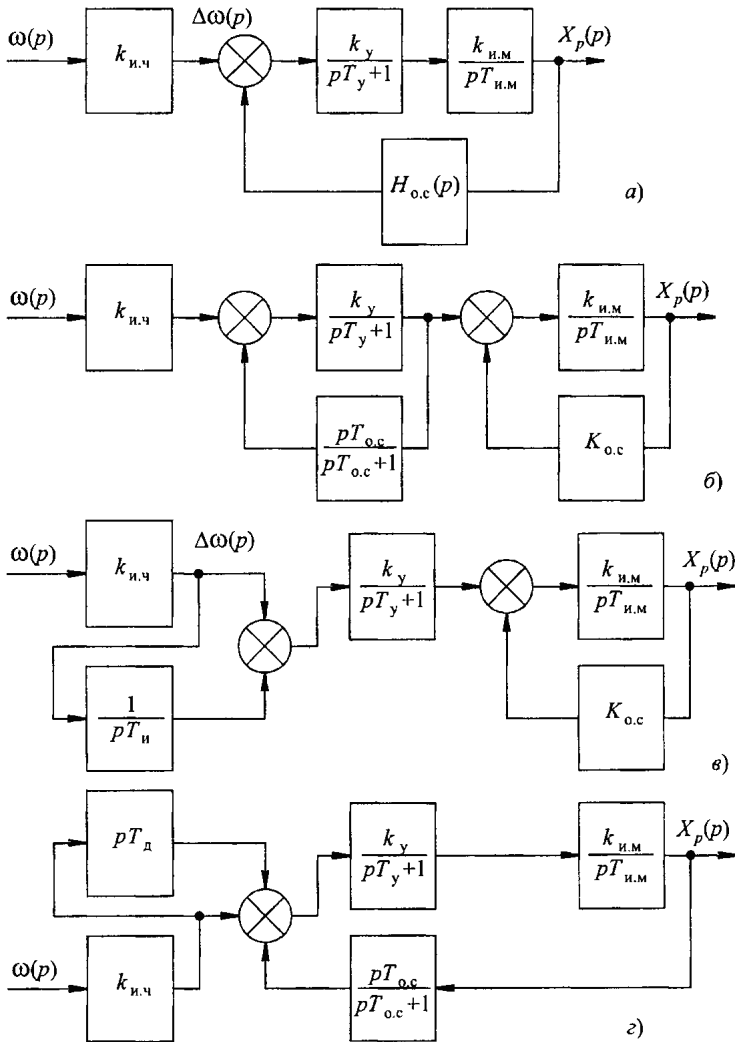 ω(p)
k и.ч
Δω(p)
k у
pT у +1
k и.м
pT и.м
X p (p)
H о.с (p)
а)
ω(p)
k и.ч
k у
pT у +1
pT о.с
pT о.с +1
k и.м
pT и.м
X p (p)
K о.с
б)
ω(p)
k и.ч
Δω(p)
1
pT и
k у
pT у +1
k и.м
pT и.м
X p (p)
K о.с
в)
pT д
ω(p)
k и.ч
k у
pT у +1
k и.м
pT и.м
X p (p)
pT о.с
pT о.с +1
г)